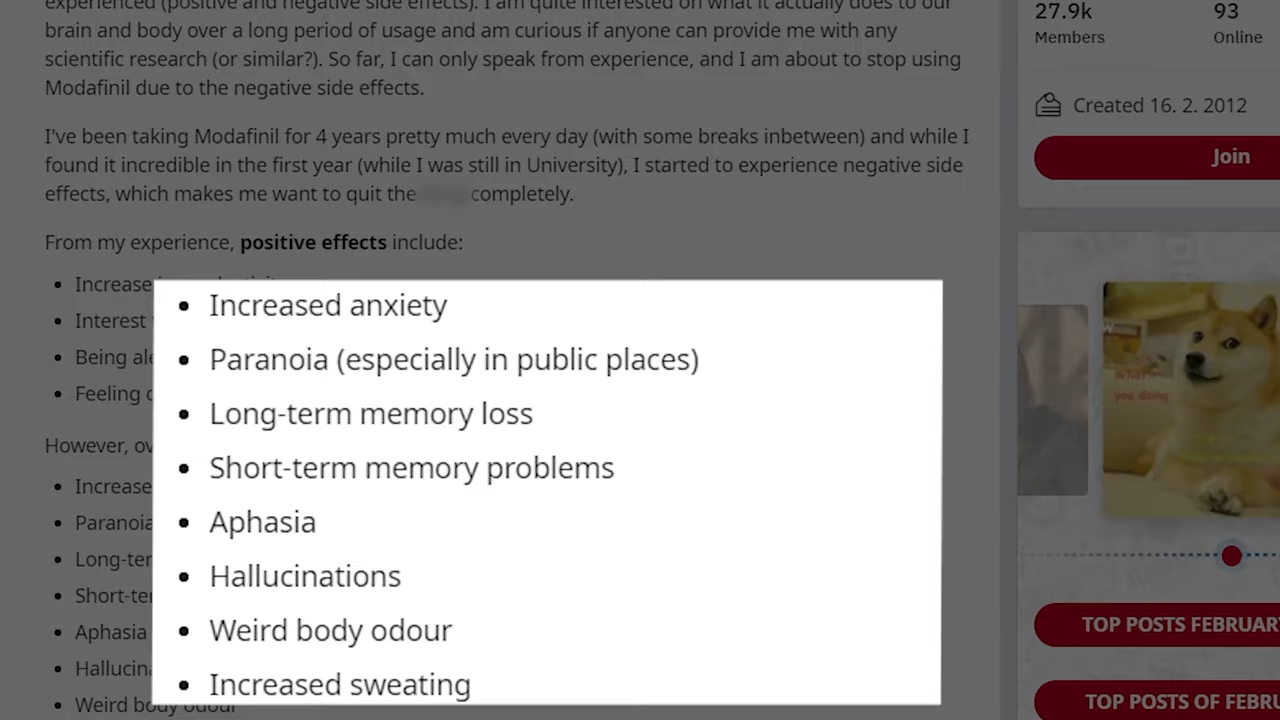 experienced (positive and negative side effects). I am quite interested on what it actually does to our
brain and body over a long period of usage and am curious if anyone can provide me with any
scientific research (or similar?). So far, I can only speak from experience, and I am about to stop using
Modafinil due to the negative side effects.
I've been taking Modafinil for 4 years pretty much every day (with some breaks inbetween) and while I
found it incredible in the first year (while I was still in University), I started to experience negative side
effects, which makes me want to quit the completely.
From my experience, positive effects include:
• Increase
• Interest
• Being
• Feeling
However,
• Increase
• Paranoia
• Long-ter
• Short-te
• Aphasia
• Hallucina
• Weird body odour
• Increased anxiety
• Paranoia (especially in public places)
• Long-term memory loss
• Short-term memory problems
• Aphasia
• Hallucinations
• Weird body odour
• Increased sweating
27.9k 93
Members Online
Created 16. 2. 2012
Join
what
you doing
TOP POSTS FEBRUAR
TOP POSTS OF FEBRU